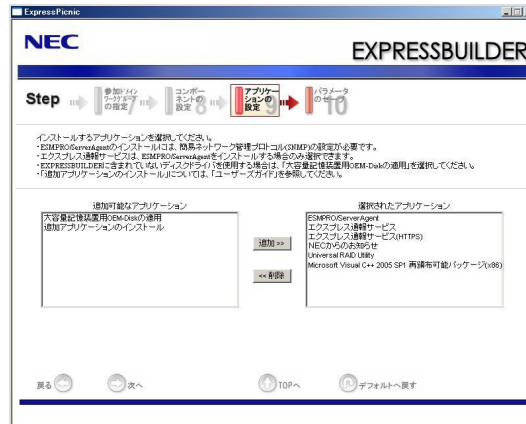 ExpressPicnic
NEC
EXPRESSBUILDER
Step
参加ドメイン
ワークグループ
の指定 7
コンポー
ネントの
設定 8
アプリケー
ションの
設定 9
パラメータ
のセーブ 10
インストールするアプリケーションを選択してください。
・ESMPRO/ServerAgentのインストールには、簡易ネットワーク管理プロトコル(SNMP)の設定が必要です。
・エクスプレス通報サービスは、ESMPRO/ServerAgentをインストールする場合のみ選択できます。
・EXPRESSBUILDERに含まれていないディスクドライバを使用する場合は、「大容量記憶装置用OEM-Diskの適用」を選択してください。
・「追加アプリケーションのインストール」については、「ユーザーズガイド」を参照してください。
追加可能なアプリケーション
大容量記憶装置用OEM-Diskの適用
追加アプリケーションのインストール
追加 >>
<< 削除
選択されたアプリケーション
ESMPRO/ServerAgent
エクスプレス通報サービス
エクスプレス通報サービス(HTTPS)
NECからのお知らせ
Universal RAID Utility
Microsoft Visual C++ 2005 SP1 再頒布可能パッケージ(x86)
戻る
次へ
TOPへ
デフォルトへ戻す